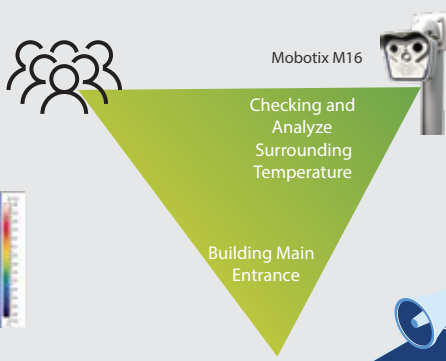 Mobotix M16
Checking and
Analyze
Surrounding
Temperature
Building Main
Entrance